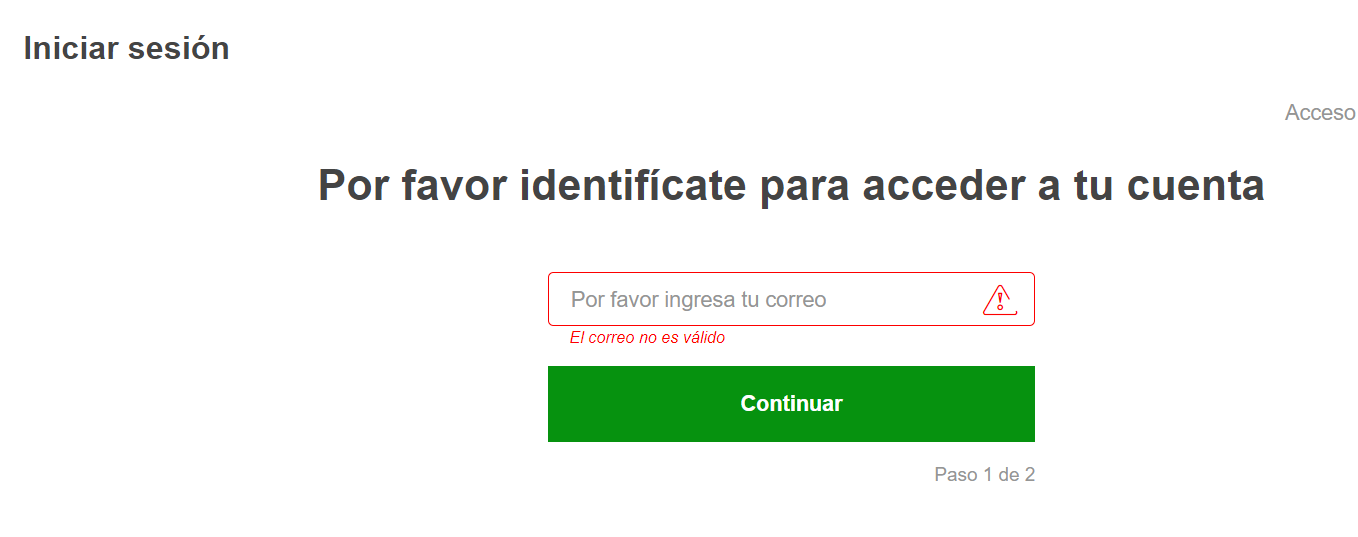 Iniciar sesión
Acceso
Por favor identifícate para acceder a tu cuenta
Por favor ingresa tu correo
El correo no es válido
Continuar
Paso 1 de 2